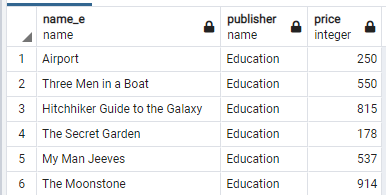 name_e publisher price
name name integer
1 Airport Education 250
2 Three Men in a Boat Education 550
3 Hitchhiker Guide to the Galaxy Education 815
4 The Secret Garden Education 178
5 My Man Jeeves Education 537
6 The Moonstone Education 914